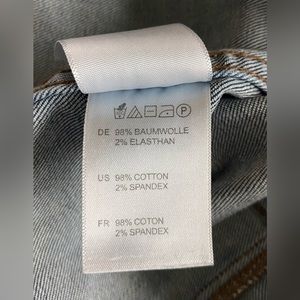 P
DE 98% BAUMWOLLE
2% ELASTHAN
US 98% COTTON
2% SPANDEX
FR 98% COTON
2% SPANDEX